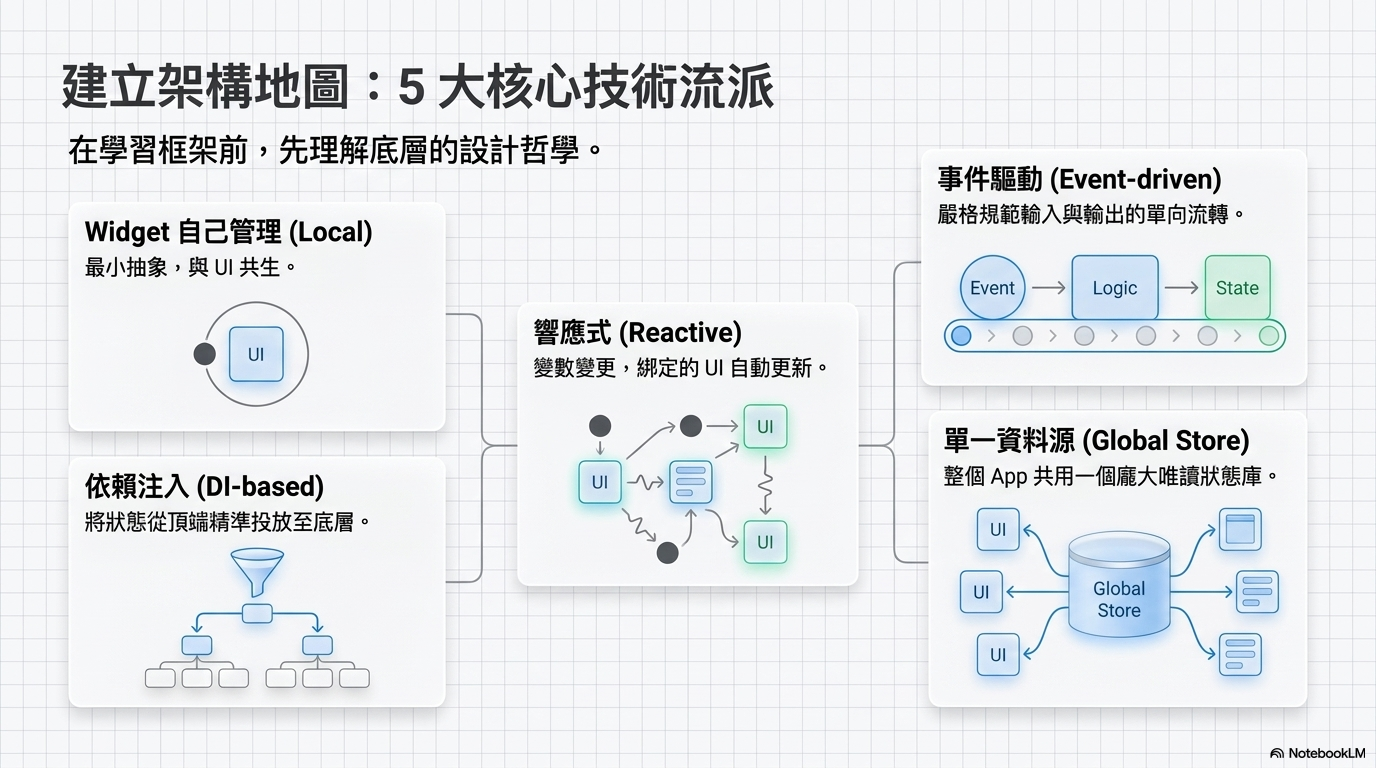 建立架構地圖：5 大核心技術流派
在學習框架前，先理解底層的設計哲學。
Widget 自己管理 (Local)
最小抽象，與 UI 共生。
UI
依賴注入 (DI-based)
將狀態從頂端精準投放至底層。
響應式 (Reactive)
變數變更，綁定的 UI 自動更新。
UI
UI
UI
事件驅動 (Event-driven)
嚴格規範輸入與輸出的單向流轉。
Event
Logic
State
單一資料源 (Global Store)
整個 App 共用一個龐大唯讀狀態庫。
UI
UI
UI
Global
Store
NotebookLM